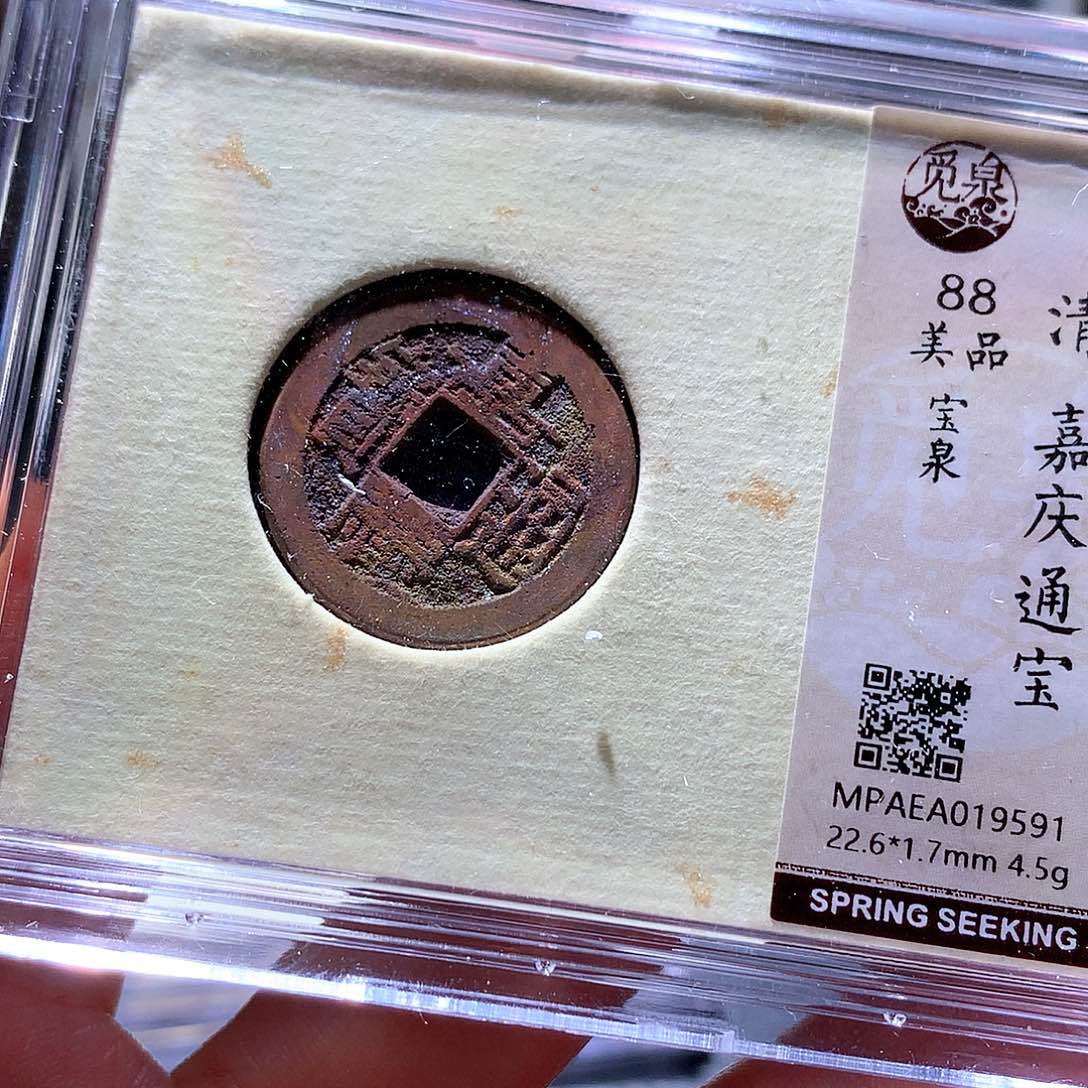 觅泉
88
美品
宝泉
清 嘉庆通宝
MPAEA019591
22.6*1.7mm 4.5g
SPRING SEEKING